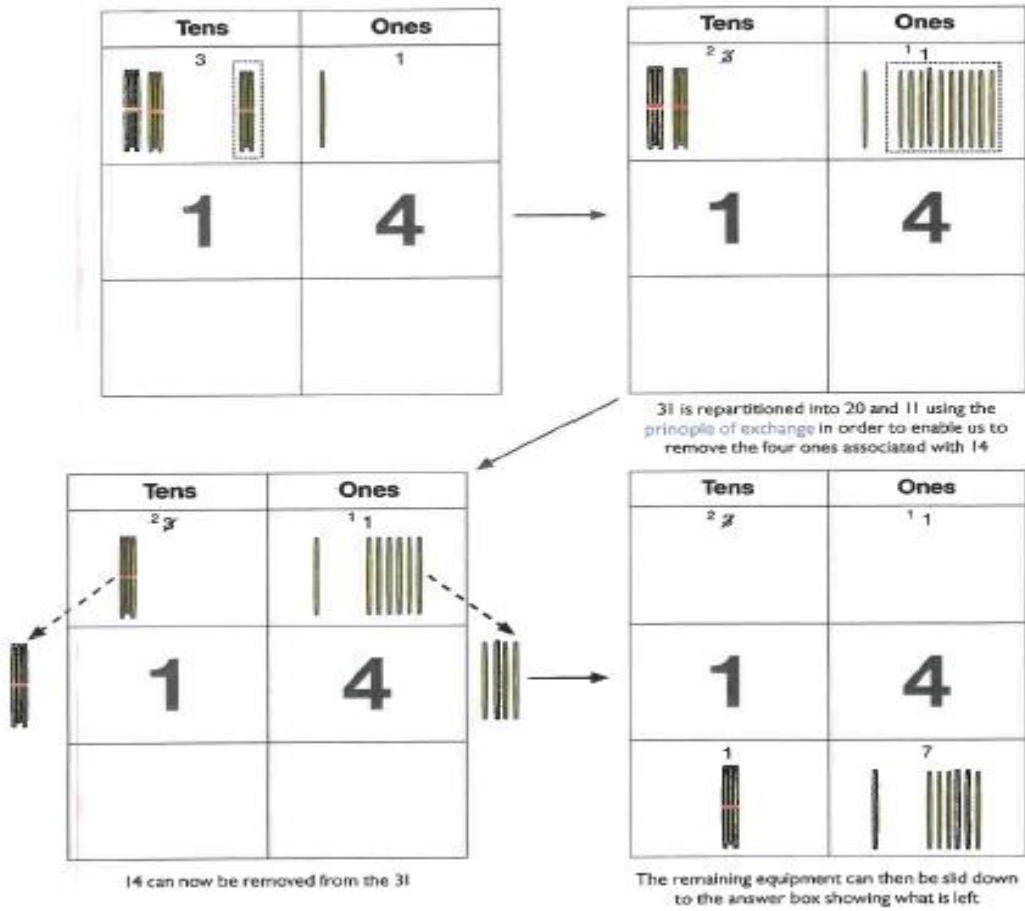 Tens Ones
3 1
1 4
Tens Ones
2 3 1 1
1 4
31 is repartitioned into 20 and 11 using the
principle of exchange in order to enable us to
remove the four ones associated with 14
Tens Ones
2 3 1 1
1 4
14 can now be removed from the 31
Tens Ones
2 3 1 1
1 4
1 7
The remaining equipment can then be slid down
to the answer box showing what is left